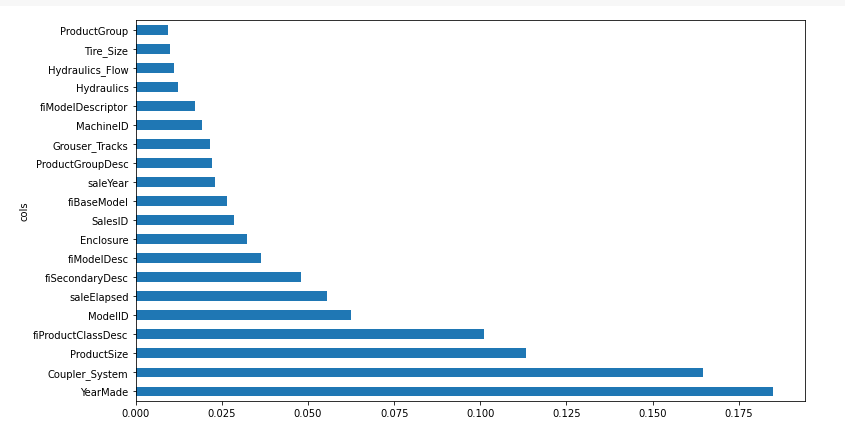 ProductGroup
Tire_Size
Hydraulics_Flow
Hydraulics
fiModelDescriptor
MachineID
Grouser_Tracks
ProductGroupDesc
saleYear
fiBaseModel
SalesID
Enclosure
fiModelDesc
fiSecondaryDesc
saleElapsed
ModelID
fiProductClassDesc
ProductSize
Coupler_System
YearMade
cols
0.000 0.025 0.050 0.075 0.100 0.125 0.150 0.175